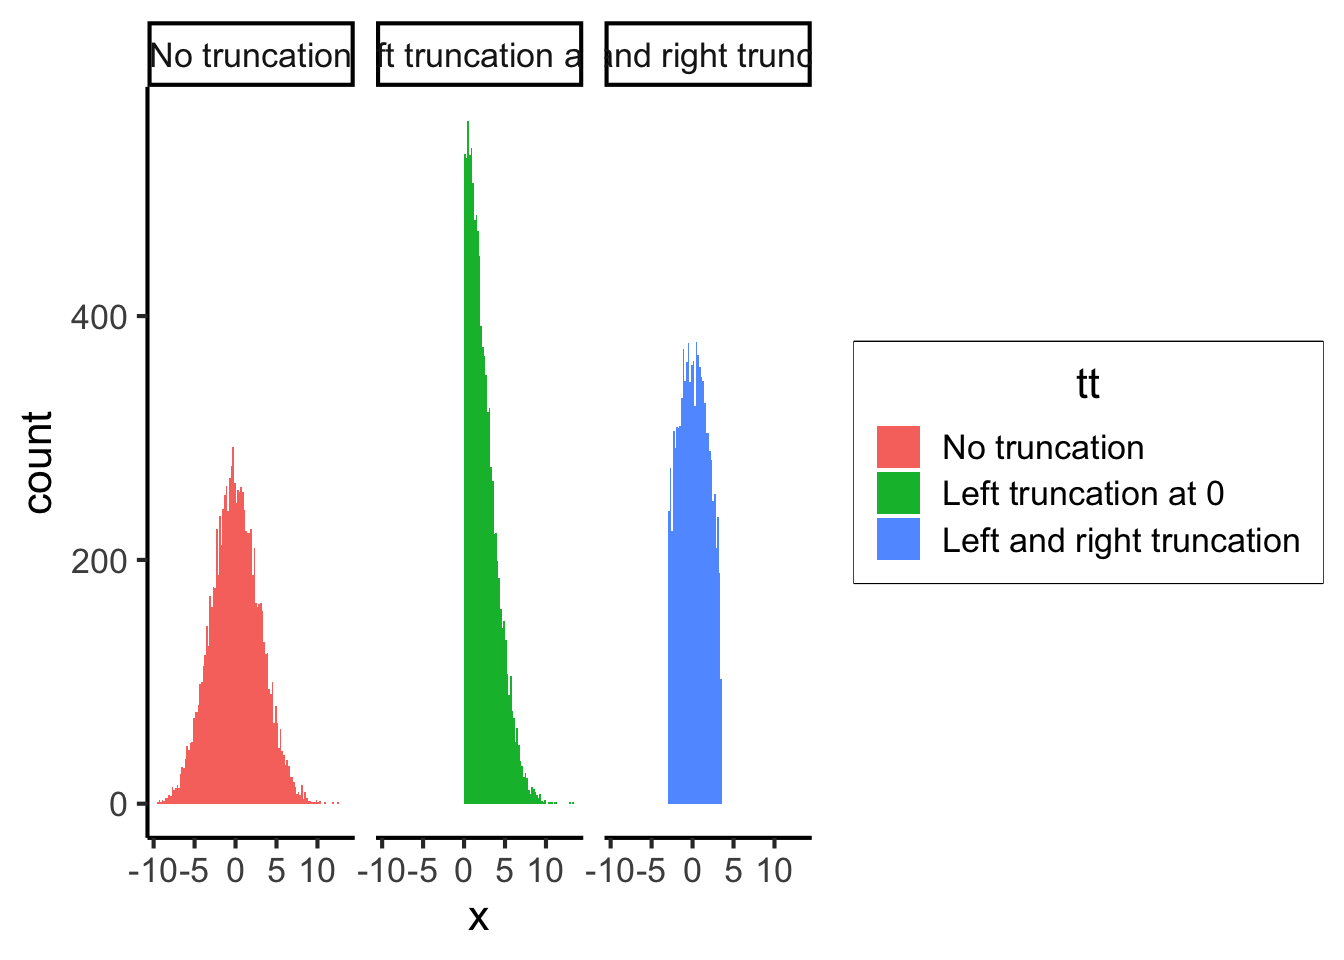 No truncation
ft truncation a
and right trunc
400
200
0
count
-10 -5 0 5 10
-10 -5 0 5 10
-10 -5 0 5 10
x
tt
No truncation
Left truncation at 0
Left and right truncation